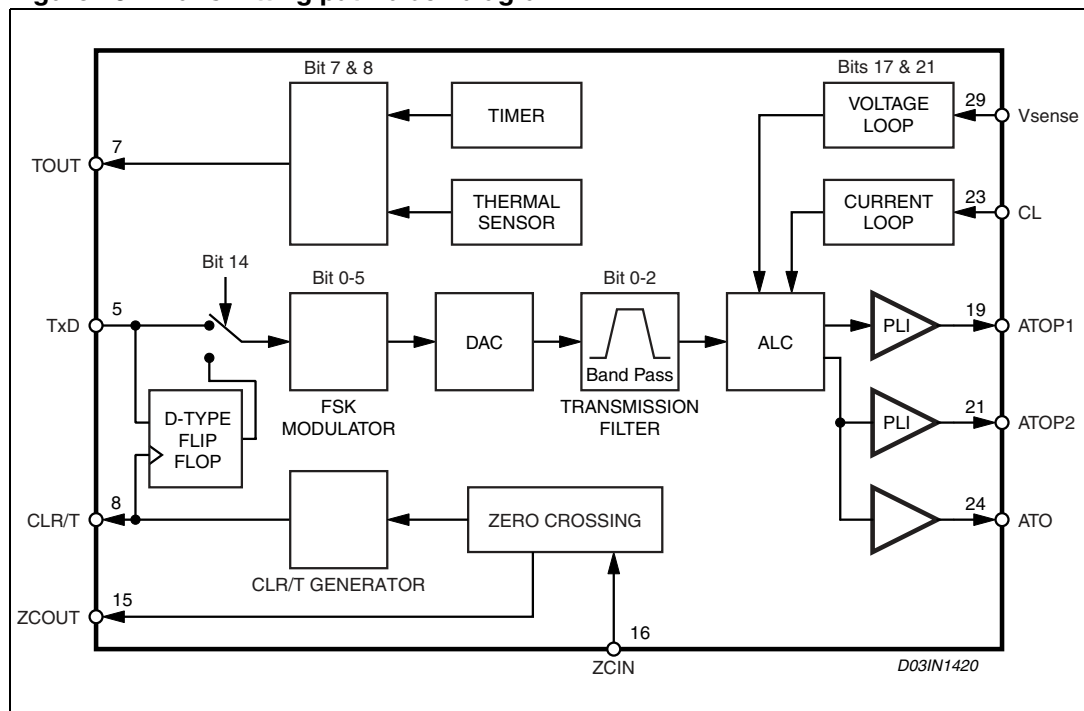 Bit 7 & 8
Bits 17 & 21
TIMER
VOLTAGE
LOOP
29
Vsense
7
TOUT
THERMAL
SENSOR
CURRENT
LOOP
23
CL
Bit 14
Bit 0-5
Bit 0-2
5
TxD
DAC
Band Pass
ALC
PLI
19
ATOP1
FSK
MODULATOR
TRANSMISSION
FILTER
D-TYPE
FLIP
FLOP
PLI
21
ATOP2
8
CLR/T
ZERO CROSSING
24
ATO
CLR/T GENERATOR
15
ZCOUT
16
ZCIN
D03IN1420